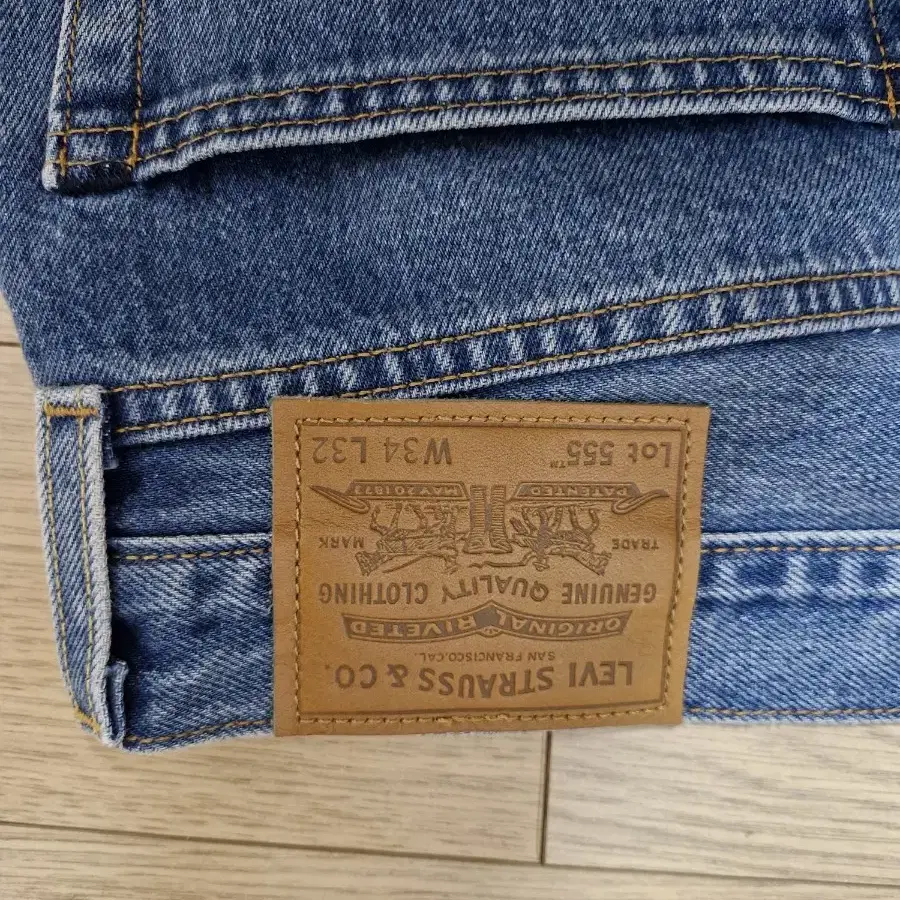 LEVI STRAUSS & CO.
SAN FRANCISCO.CAL.
ORIGINAL RIVETED
GENUINE QUALITY CLOTHING
TRADE MARK
PATENTED MAY 20 1873
Lot 555™ W34 L32